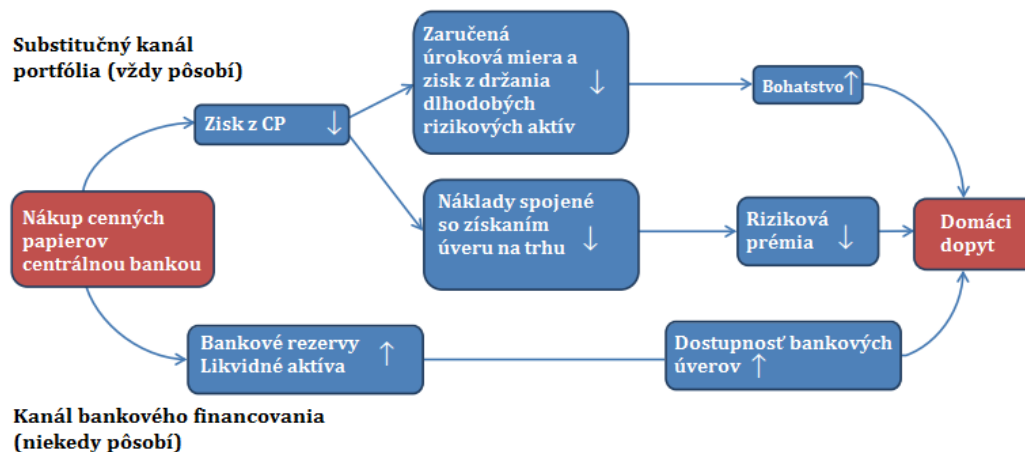 Substitučný kanál
portfólia (vždy pôsobí)
Zisk z CP ↓
Zaručená
úroková miera a
zisk z držania ↓
dlhodobých
rizikových aktív
Bohatstvo ↑
Nákup cenných
papierov
centrálnou bankou
Náklady spojené
so získaním
úveru na trhu ↓
Riziková
prémia ↓
Domáci
dopyt
Bankové rezervy ↑
Likvidné aktíva
Dostupnosť bankových
úverov ↑
Kanál bankového financovania
(niekedy pôsobí)